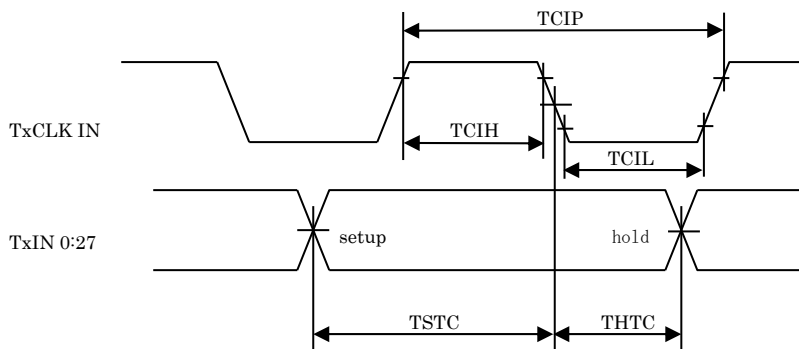 TCIP
TxCLK IN
TCIH
TCIL
TxIN 0:27
setup
hold
TSTC
THTC